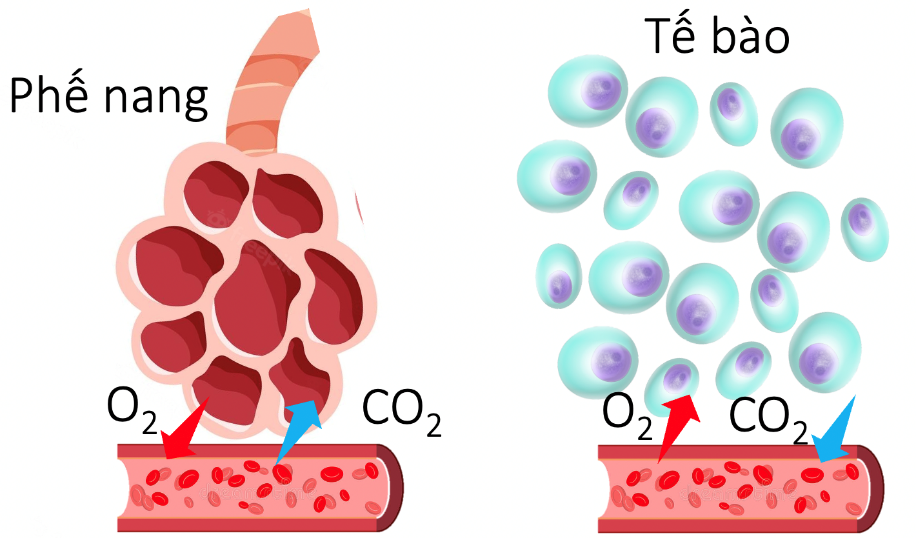 Tế bào
Phế nang
O2
CO2
O2
CO2